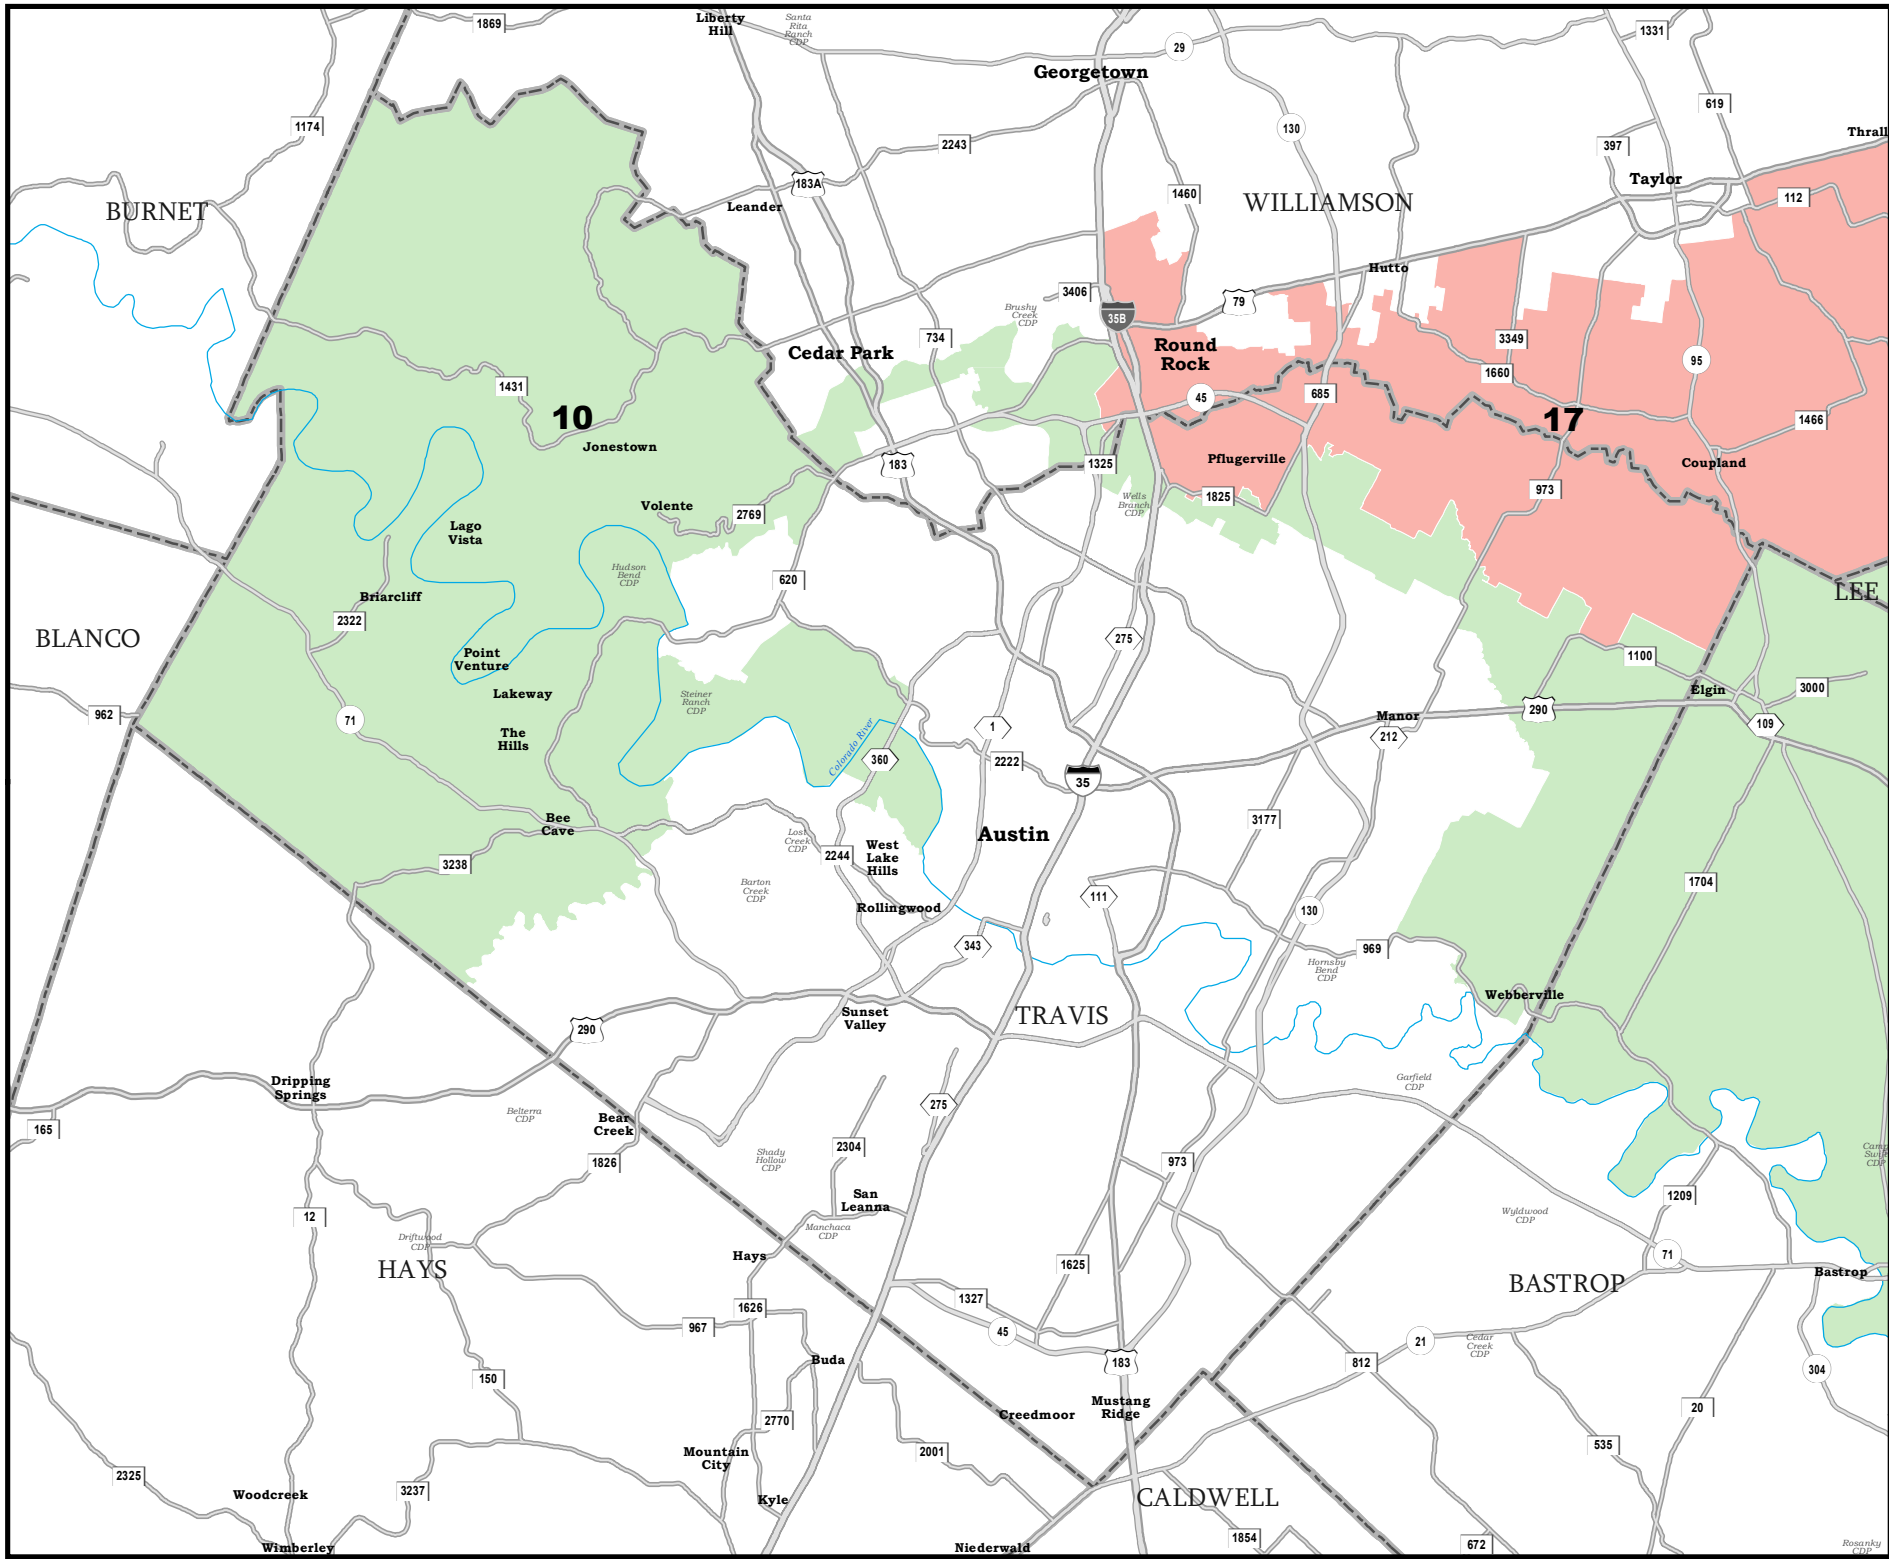 1869
Liberty
Hill
Santa
Rita
Ranch
CDP
29
1331
Georgetown
619
1174
130
397
Thrall
2243
183A
1460
Taylor
112
BURNET
Leander
WILLIAMSON
Hutto
3406
79
Brushy
Creek
CDP
35B
734
3349
Cedar Park
Round
Rock
95
1660
1431
45
685
10
17
1466
Jonestown
183
1325
Pflugerville
Coupland
973
1825
Wells
Branch
CDP
Volente
2769
Lago
Vista
Hudson
Bend
CDP
620
Briarcliff
2322
LEE
BLANCO
275
Point
Venture
1100
Lakeway
Steiner
Ranch
CDP
Elgin
3000
962
71
290
Manor
1
109
The
Hills
212
Colorado River
360
2222
35
Bee
Cave
3177
Austin
Lost
Creek
CDP
2244
West
Lake
Hills
3238
1704
Barton
Creek
CDP
111
Rollingwood
130
343
969
Hornsby
Bend
CDP
Webberville
290
Sunset
Valley
TRAVIS
Dripping
Springs
Garfield
CDP
165
Belterra
CDP
Bear
Creek
275
2304
Shady
Hollow
CDP
973
1826
1209
San
Leanna
12
Manchaca
CDP
Wyldwood
CDP
Driftwood
CDP
HAYS
Hays
1625
71
BASTROP
Bastrop
1327
1626
967
45
21
Cedar
Creek
CDP
Buda
183
812
304
150
Mustang
Ridge
Creedmoor
20
2770
2001
535
Mountain
City
2325
Woodcreek
3237
Kyle
CALDWELL
1854
672
Wimberley
Niederwald
Rosanky
CDP